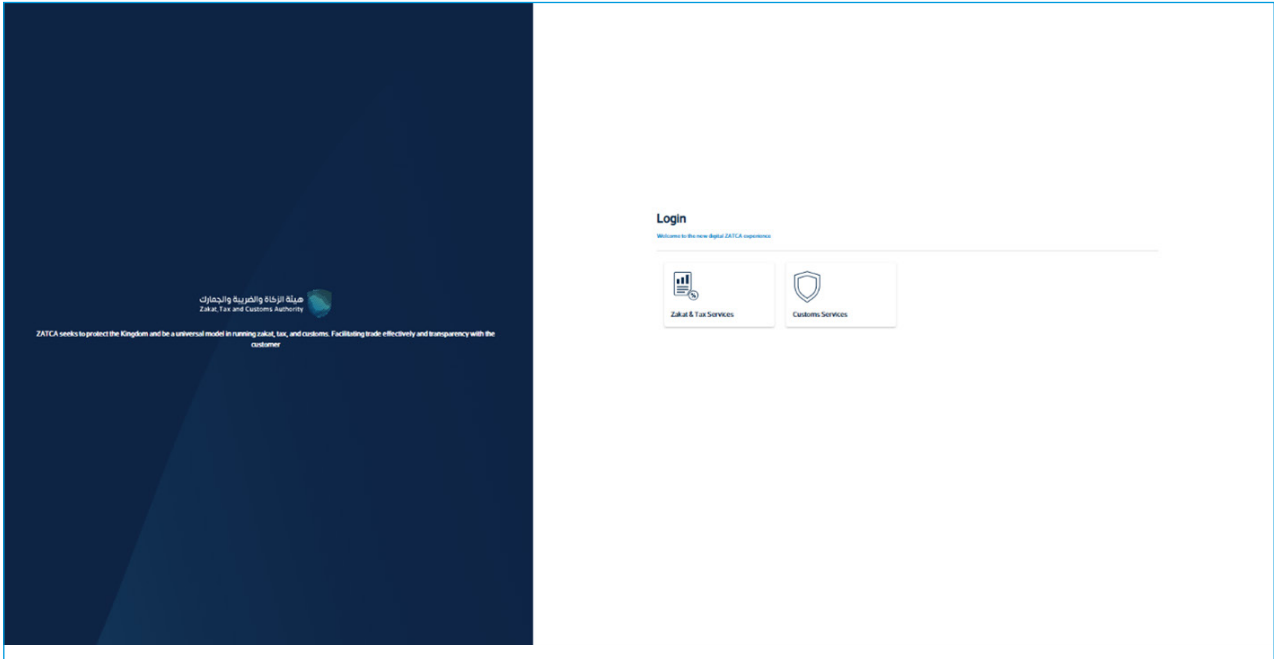 هيئة الزكاة والضريبة والجمارك
Zakat, Tax and Customs Authority
ZATCA seeks to protect the Kingdom and be a universal model in running zakat, tax, and customs. Facilitating trade effectively and transparency with the
customer
Login
Welcome to the new digital ZATCA experience
Zakat & Tax Services
Customs Services